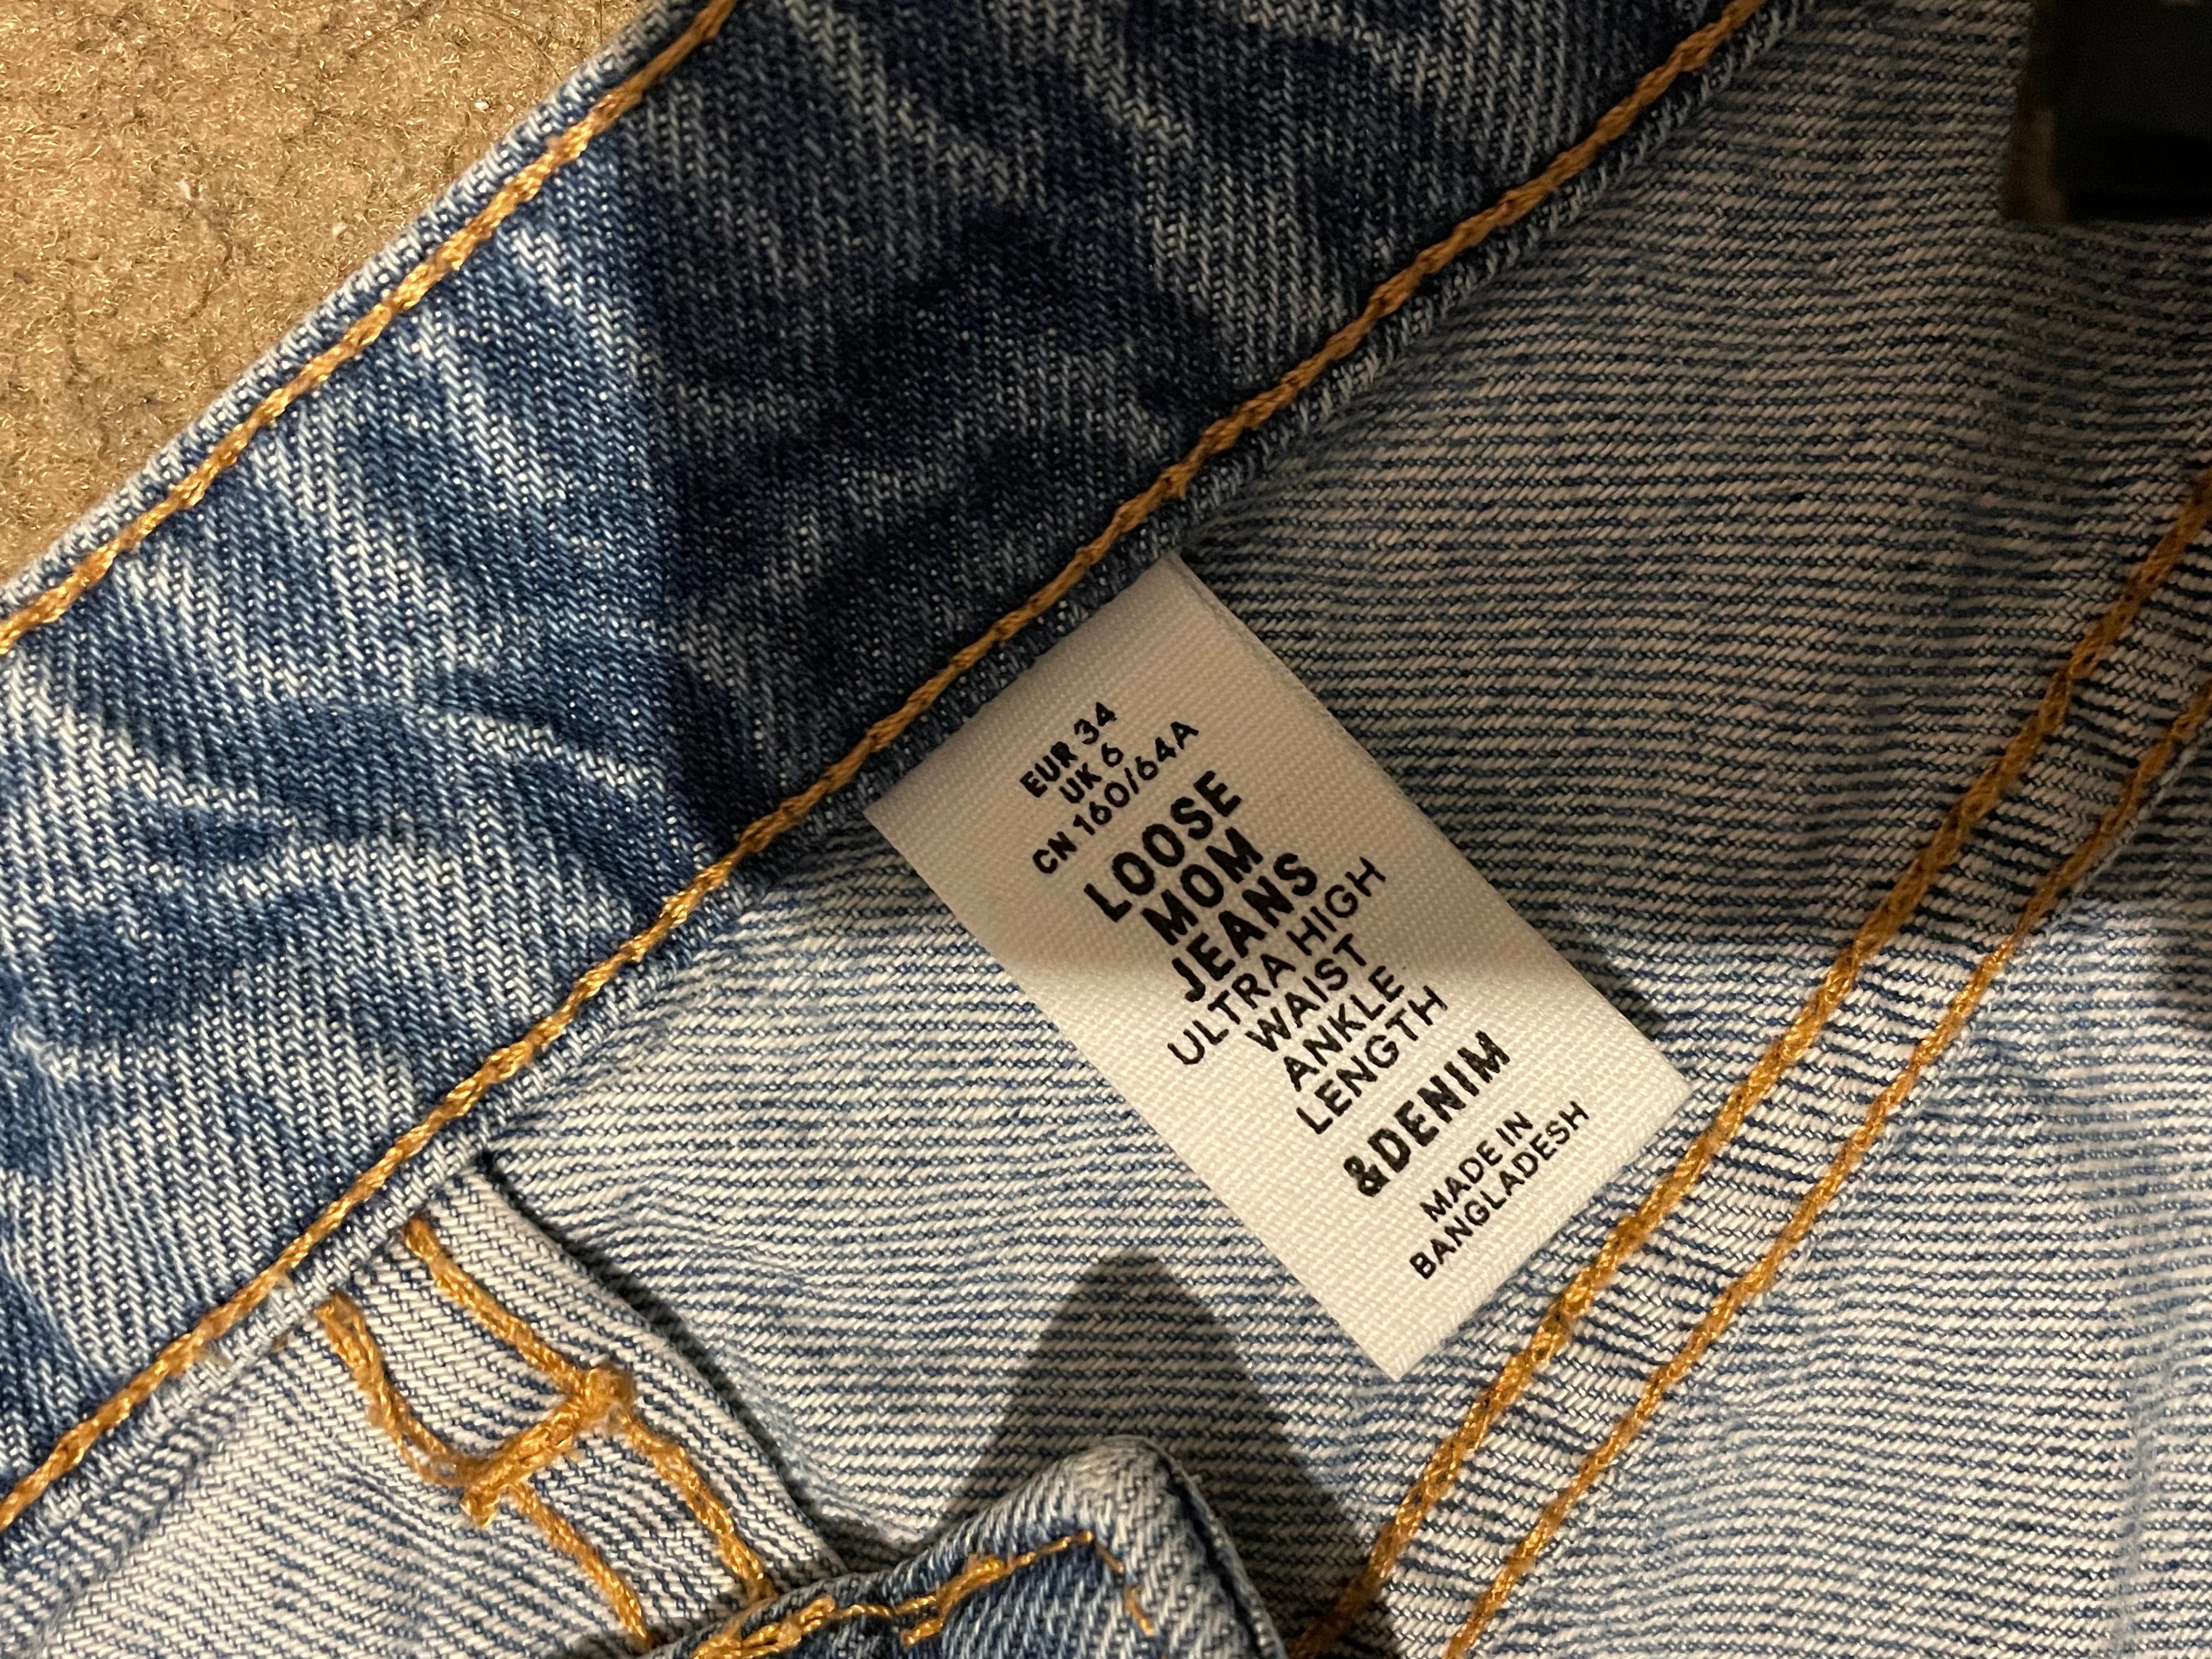 EUR 34
UK 6
CN 160/64A
LOOSE
MOM
JEANS
ULTRA HIGH
WAIST
ANKLE
LENGTH
&DENIM
MADE IN
BANGLADESH